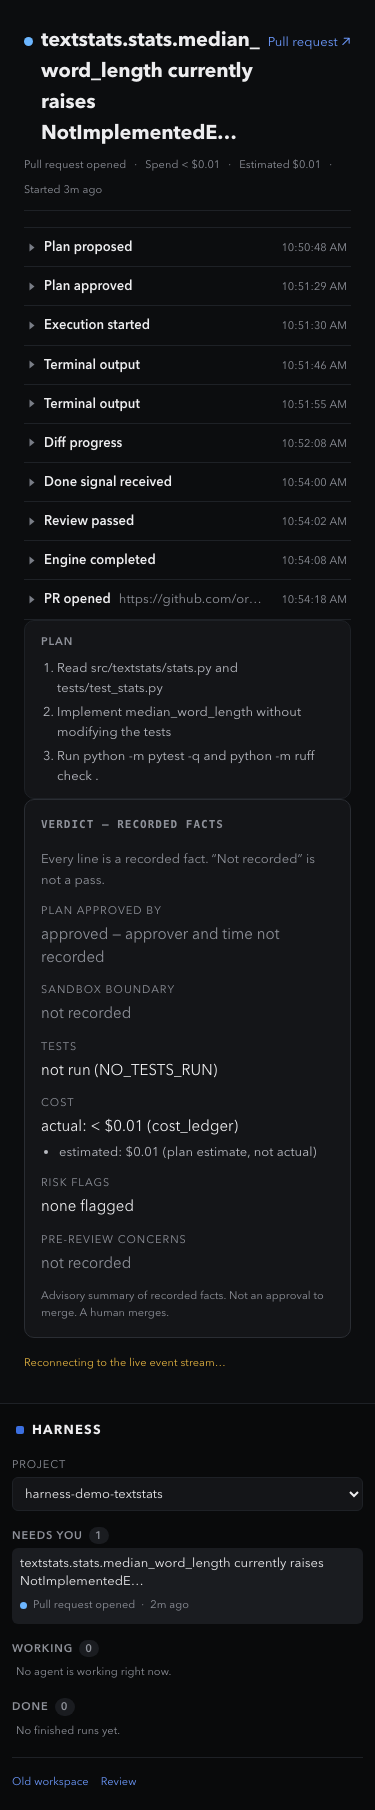 textstats.stats.median_
word_length currently
raises
NotImplementedE…
Pull request ↗
Pull request opened · Spend < $0.01 · Estimated $0.01 ·
Started 3m ago
Plan proposed 10:50:48 AM
Plan approved 10:51:29 AM
Execution started 10:51:30 AM
Terminal output 10:51:46 AM
Terminal output 10:51:55 AM
Diff progress 10:52:08 AM
Done signal received 10:54:00 AM
Review passed 10:54:02 AM
Engine completed 10:54:08 AM
PR opened https://github.com/or… 10:54:18 AM
PLAN
1. Read src/textstats/stats.py and
tests/test_stats.py
2. Implement median_word_length without
modifying the tests
3. Run python -m pytest -q and python -m ruff
check .
VERDICT — RECORDED FACTS
Every line is a recorded fact. “Not recorded” is
not a pass.
PLAN APPROVED BY
approved — approver and time not
recorded
SANDBOX BOUNDARY
not recorded
TESTS
not run (NO_TESTS_RUN)
COST
actual: < $0.01 (cost_ledger)
• estimated: $0.01 (plan estimate, not actual)
RISK FLAGS
none flagged
PRE-REVIEW CONCERNS
not recorded
Advisory summary of recorded facts. Not an approval to
merge. A human merges.
Reconnecting to the live event stream…
HARNESS
PROJECT
harness-demo-textstats
NEEDS YOU 1
textstats.stats.median_word_length currently raises
NotImplementedE…
Pull request opened · 2m ago
WORKING 0
No agent is working right now.
DONE 0
No finished runs yet.
Old workspace Review